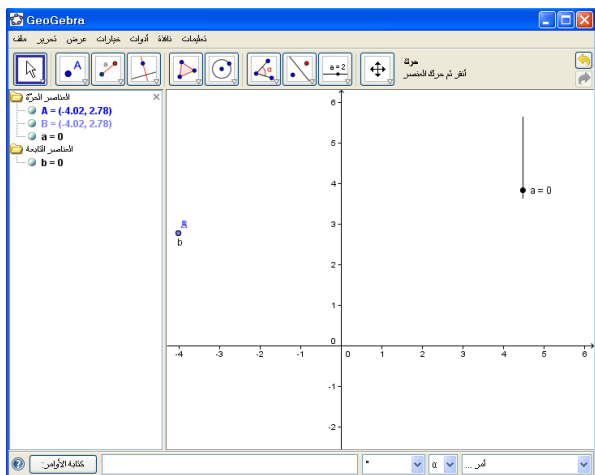 GeoGebra
ملف تحرير عرض خيارات أدوات نافذة تعليمات
A
a = 2
حرك
أنقر ثم حرك العنصر
العناصر الحرّة
A = (-4.02, 2.78)
B = (-4.02, 2.78)
a = 0
العناصر التابعة
b = 0
6
5
4
a = 0
3
A
b
2
1
0
-4 -3 -2 -1 0 1 2 3 4 5 6
-1
-2
كتابة الأوامر:
° α أمر ...